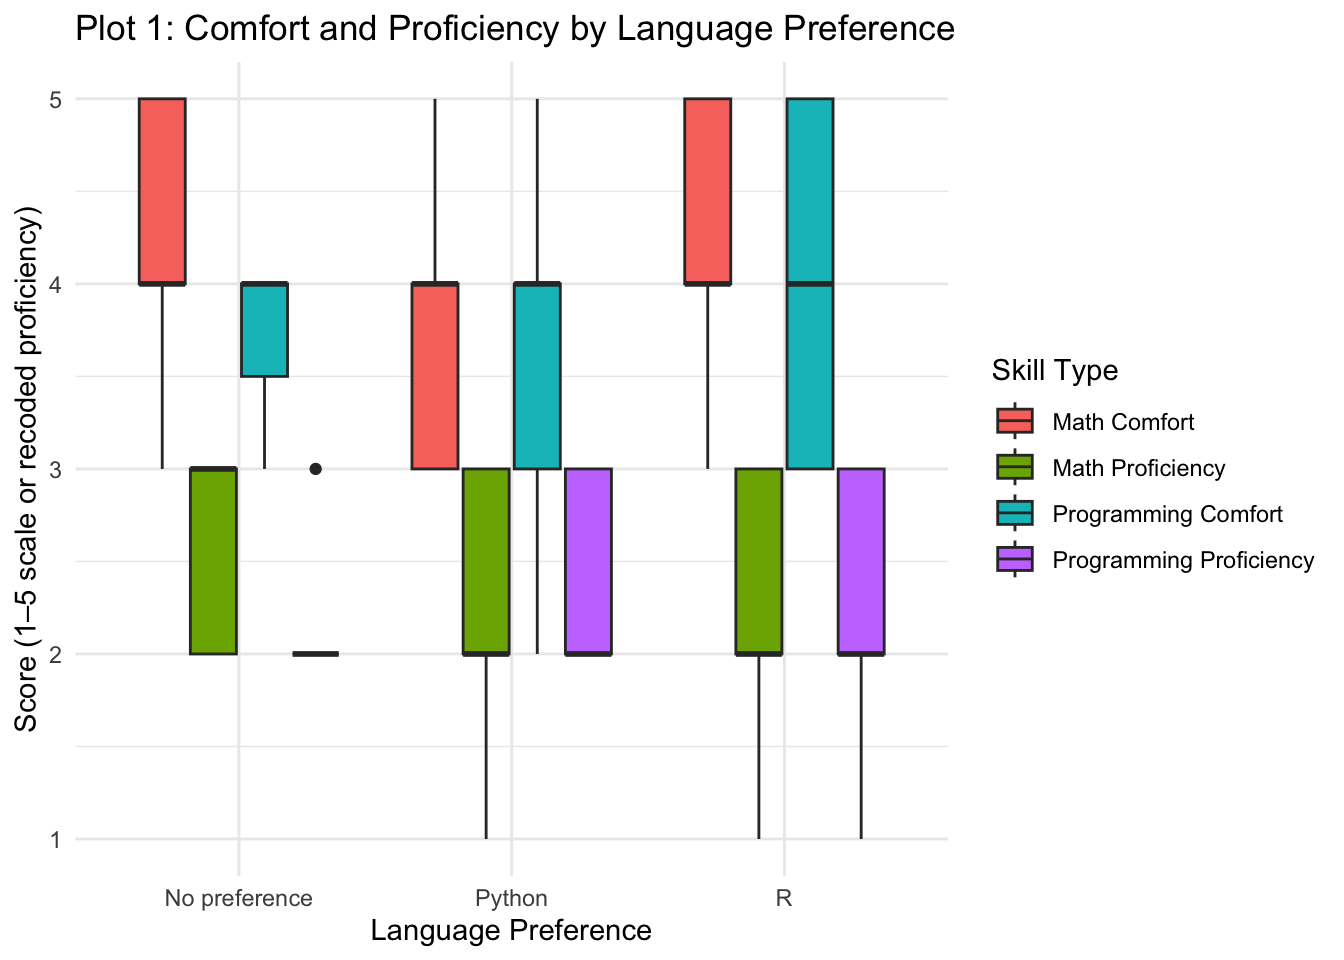 Plot 1: Comfort and Proficiency by Language Preference
Score (1–5 scale or recoded proficiency)
5
4
3
2
1
No preference
Python
R
Language Preference
Skill Type
Math Comfort
Math Proficiency
Programming Comfort
Programming Proficiency